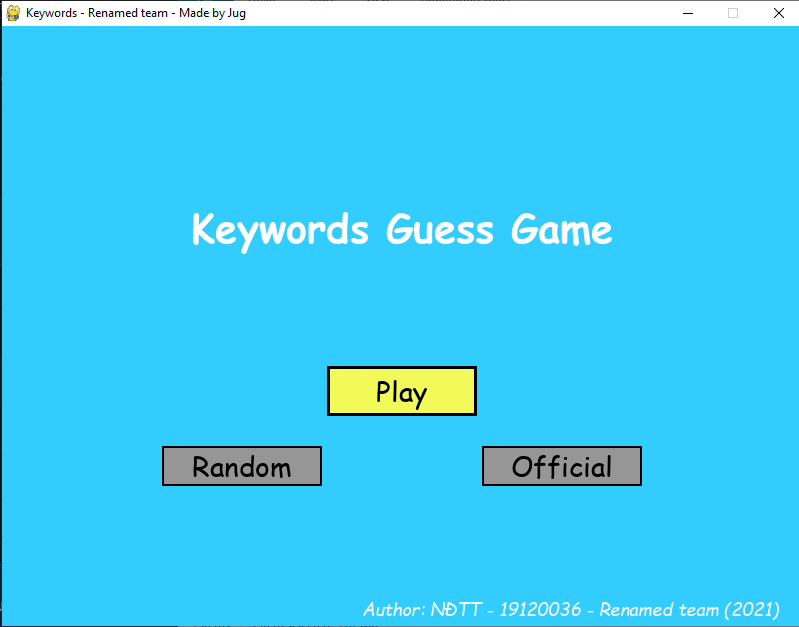 Keywords - Renamed team - Made by Jug
Keywords Guess Game
Play
Random
Official
Author: NĐTT - 19120036 - Renamed team (2021)